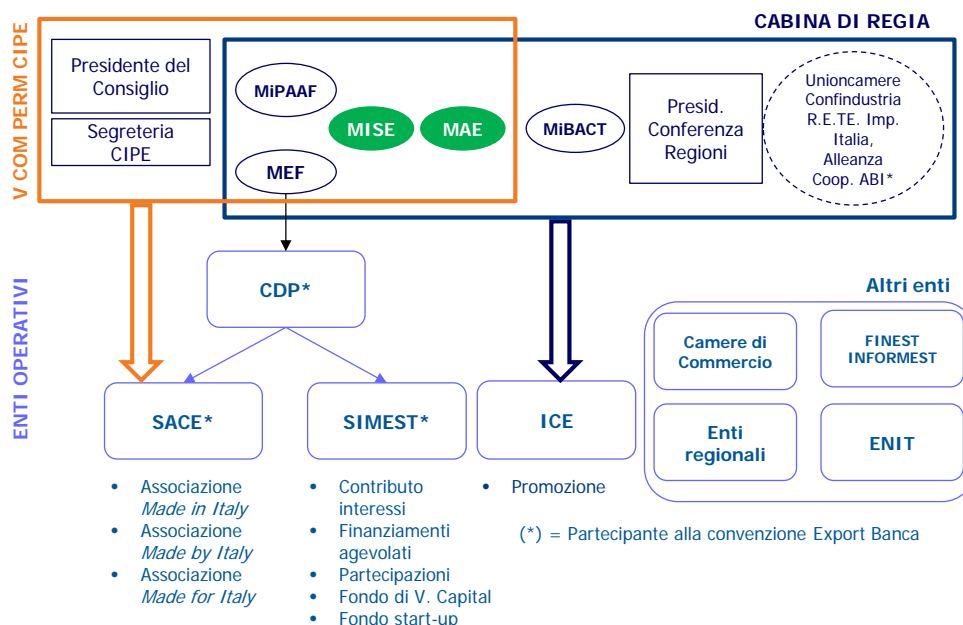 CABINA DI REGIA
V COM PERM CIPE
Presidente del
Consiglio
Segreteria
CIPE
MiPAAF
MISE
MAE
MEF
MiBACT
Presid.
Conferenza
Regioni
Unioncamere
Confindustria
R.E.TE. Imp.
Italia,
Alleanza
Coop. ABI*
ENTI OPERATIVI
CDP*
SACE*
SIMEST*
ICE
Altri enti
Camere di
Commercio
FINEST
INFORMEST
Enti
regionali
ENIT
• Associazione
Made in Italy
• Associazione
Made by Italy
• Associazione
Made for Italy
• Contributo
interessi
• Finanziamenti
agevolati
• Partecipazioni
• Fondo di V. Capital
• Fondo start-up
• Promozione
(*) = Partecipante alla convenzione Export Banca